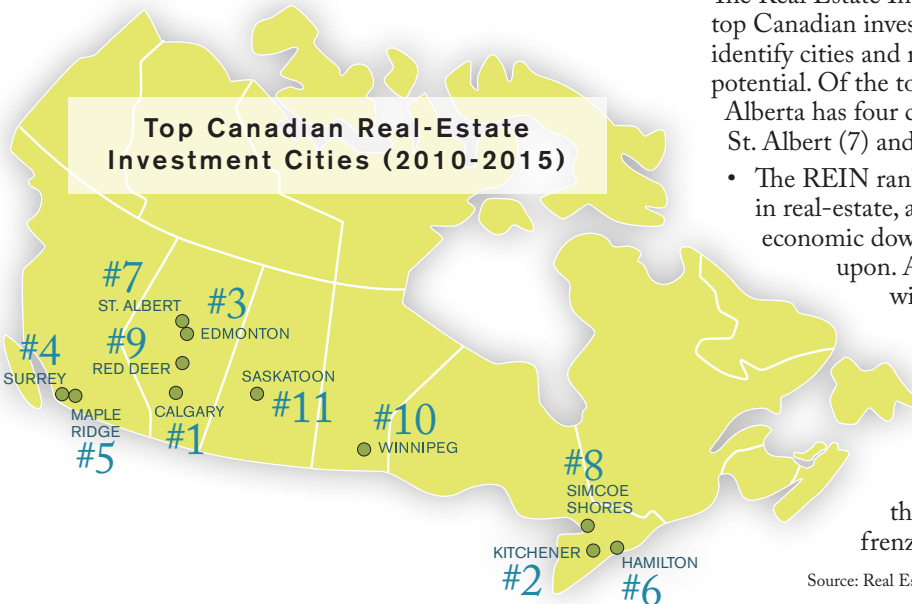 The Real Estate In
top Canadian inves
identify cities and
potential. Of the to
Alberta has four
St. Albert (7) and
• The REIN ran
in real-estate, a
economic dow
upon. A
wi
Top Canadian Real-Estate
Investment Cities (2010-2015)
#7
ST. ALBERT
#3
EDMONTON
#9
RED DEER
#4
SURREY
MAPLE
RIDGE
#5
CALGARY
#1
SASKATOON
#11
#10
WINNIPEG
#8
SIMCOE
SHORES
KITCHENER
#2
HAMILTON
#6
th
frenz
Source: Real Es